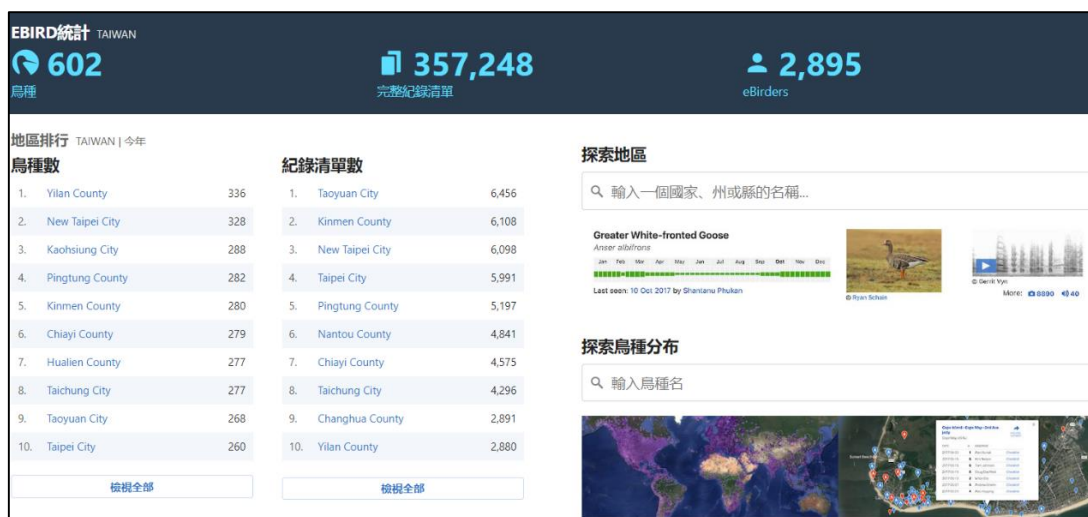 EBIRD統計 TAIWAN
602
鳥種
357,248
完整紀錄清單
2,895
eBirders
地區排行 TAIWAN | 今年
鳥種數
1. Yilan County 336
2. New Taipei City 328
3. Kaohsiung City 288
4. Pingtung County 282
5. Kinmen County 280
6. Chiayi County 279
7. Hualien County 277
8. Taichung City 277
9. Taoyuan City 268
10. Taipei City 260
檢視全部
紀錄清單數
1. Taoyuan City 6,456
2. Kinmen County 6,108
3. New Taipei City 6,098
4. Taipei City 5,991
5. Pingtung County 5,197
6. Nantou County 4,841
7. Chiayi County 4,575
8. Taichung City 4,296
9. Changhua County 2,891
10. Yilan County 2,880
檢視全部
探索地區
輸入一個國家、州或縣的名稱...
Greater White-fronted Goose
Anser albifrons
Jan Feb Mar Apr May Jun Jul Aug Sep Oct Nov Dec
Last seen: 10 Oct 2017 by Shantanu Phukan
© Ryan Schain
© Gerrit Vyn
More: 6890 40
探索鳥種分布
輸入鳥種名